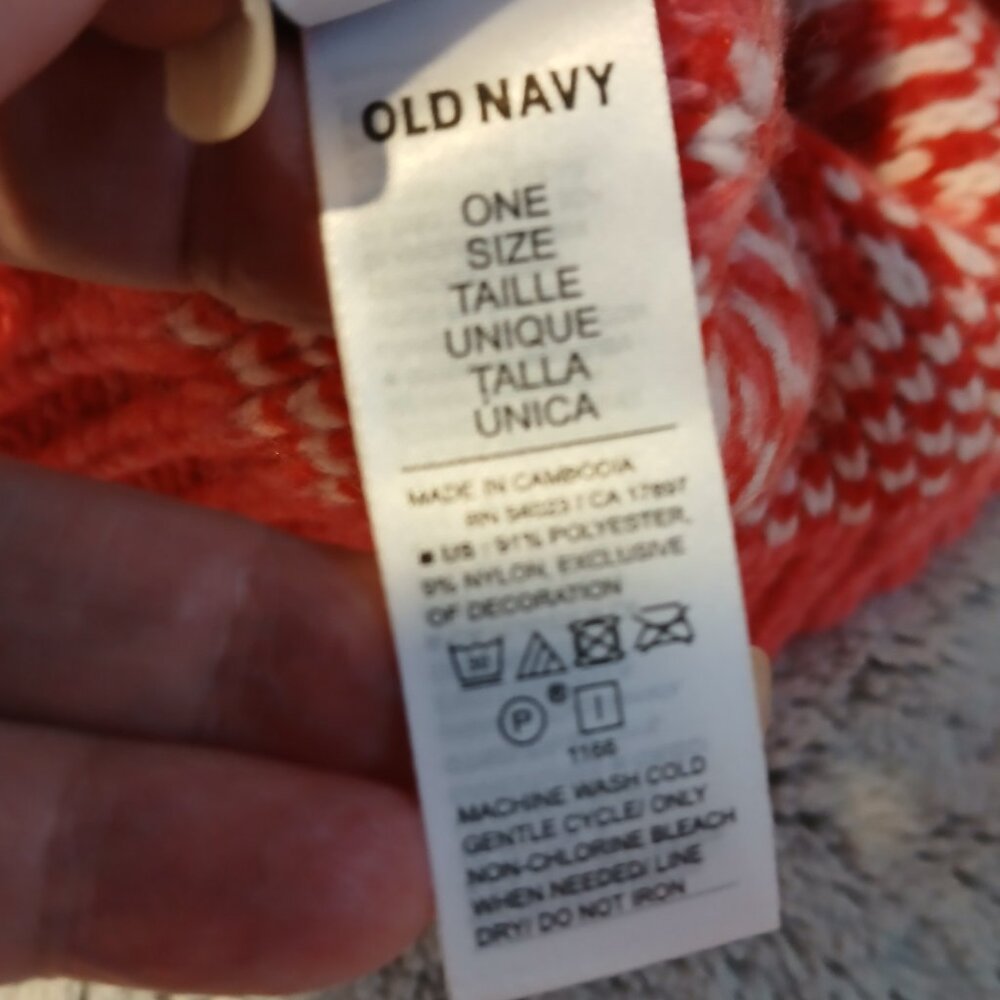 OLD NAVY
ONE
SIZE
TAILLE
UNIQUE
TALLA
ÚNICA
MADE IN CAMBODIA
RN 54023 / CA 17897
■ US : 91% POLYESTER,
9% NYLON, EXCLUSIVE
OF DECORATION
30
P ®
1166
MACHINE WASH COLD
GENTLE CYCLE/ ONLY
NON-CHLORINE BLEACH
WHEN NEEDED/ LINE
DRY/ DO NOT IRON